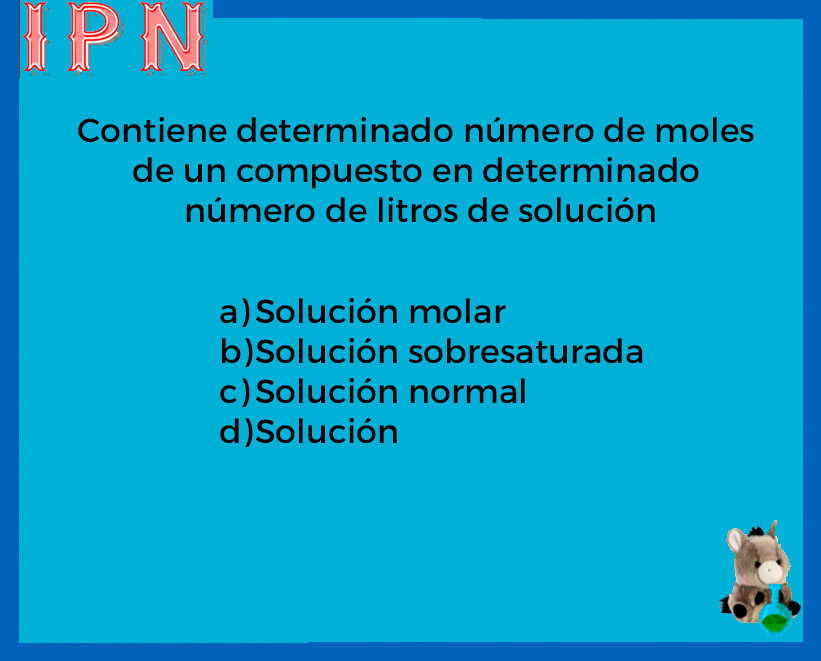 IPN
Contiene determinado número de moles
de un compuesto en determinado
número de litros de solución
a)Solución molar
b)Solución sobresaturada
c)Solución normal
d)Solución